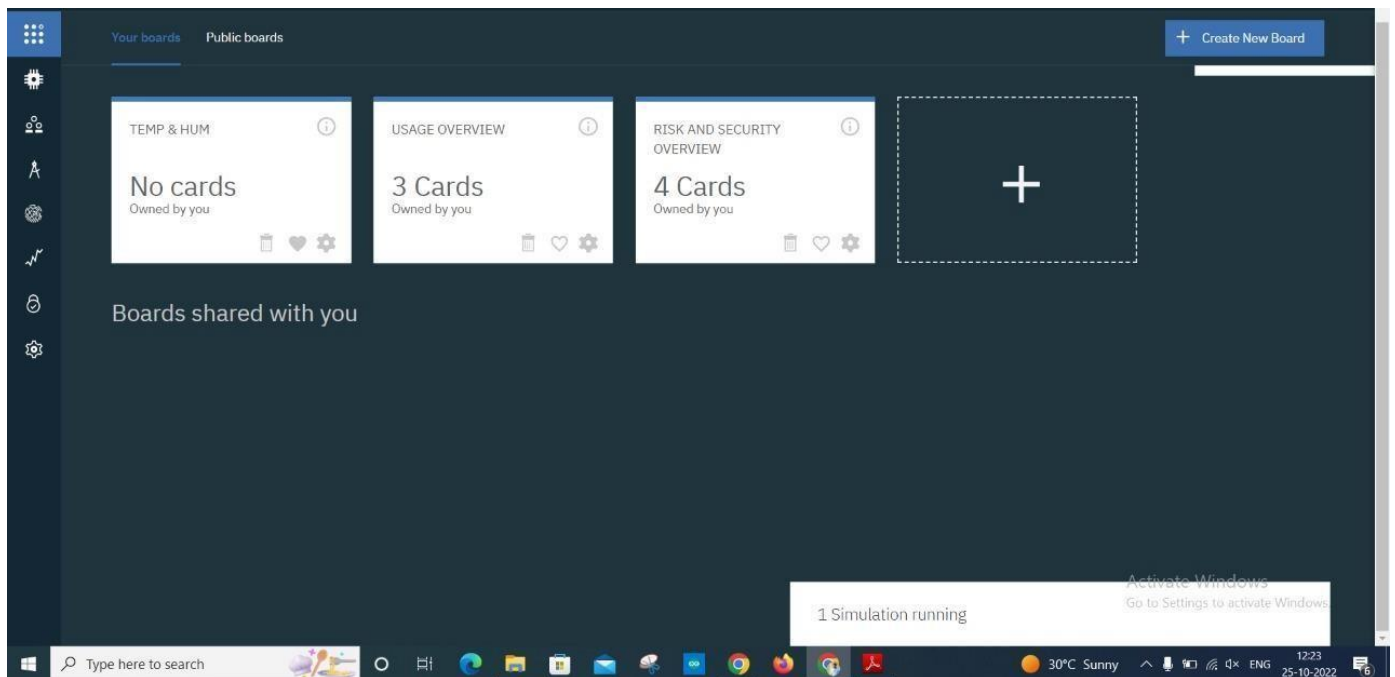 Your boards Public boards
+ Create New Board
TEMP & HUM
No cards
Owned by you
USAGE OVERVIEW
3 Cards
Owned by you
RISK AND SECURITY
OVERVIEW
4 Cards
Owned by you
Boards shared with you
1 Simulation running
Activate Windows
Go to Settings to activate Windows.
Type here to search
30°C Sunny
ENG
12:23
25-10-2022
6